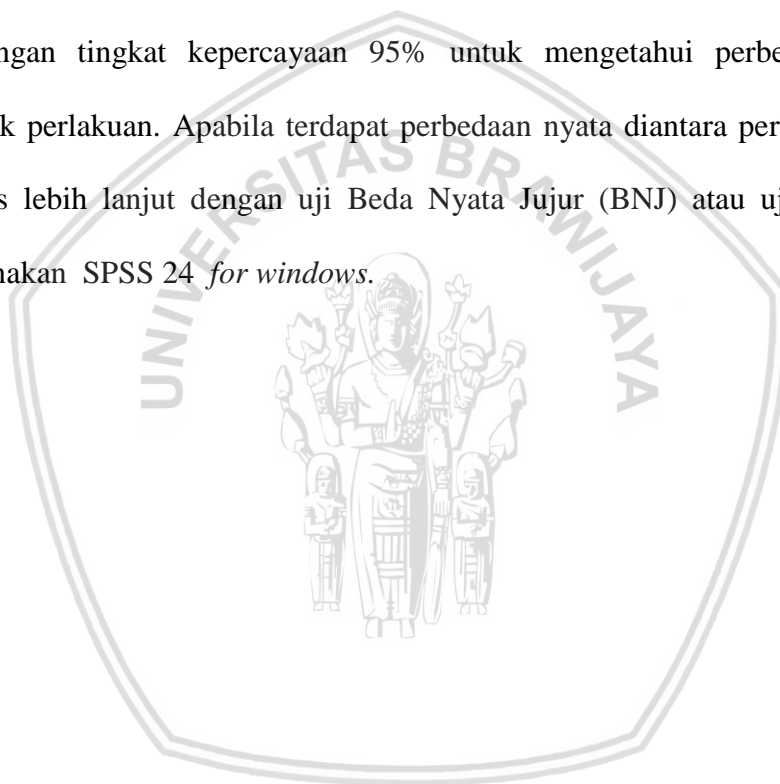 ngan tingkat kepercayaan 95% untuk mengetahui perbe
k perlakuan. Apabila terdapat perbedaan nyata diantara per
s lebih lanjut dengan uji Beda Nyata Jujur (BNJ) atau uj
nakan SPSS 24 for windows.
UNIVERSITAS BRAWIJAYA